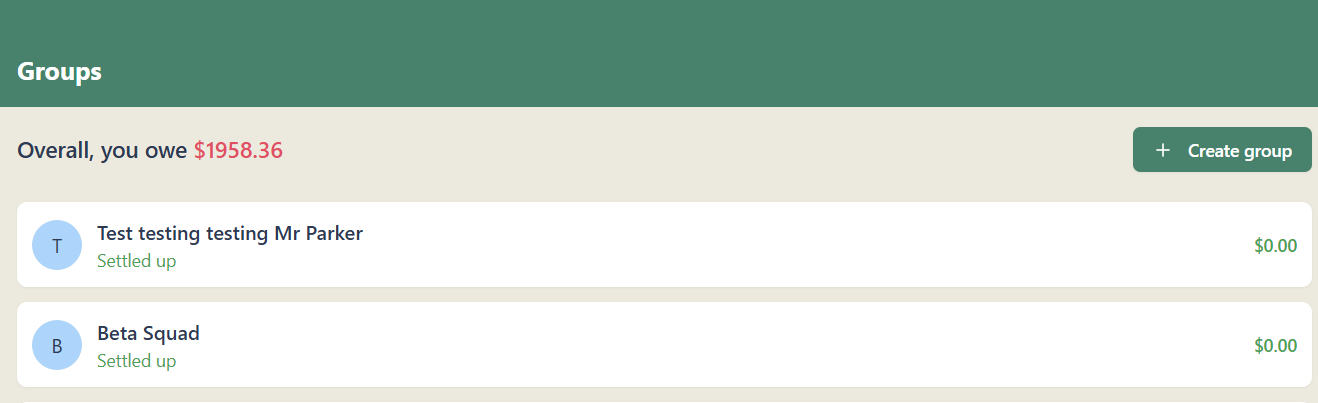 Groups
Overall, you owe $1958.36
+ Create group
T
Test testing testing Mr Parker
Settled up
$0.00
B
Beta Squad
Settled up
$0.00